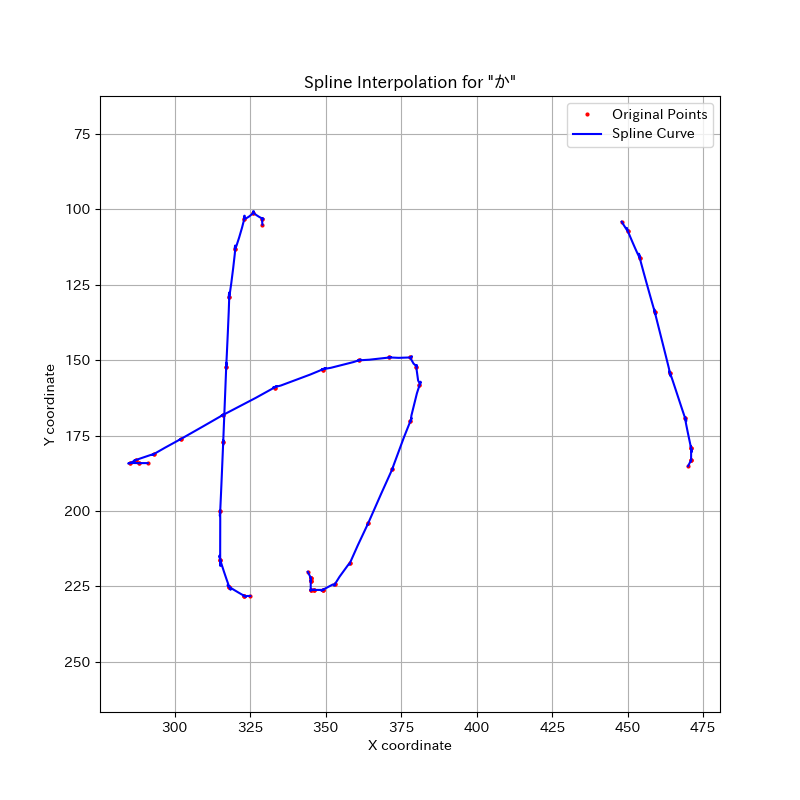 Spline Interpolation for "か"
Original Points
Spline Curve
75
100
125
150
175
200
225
250
Y coordinate
か
300 325 350 375 400 425 450 475
X coordinate